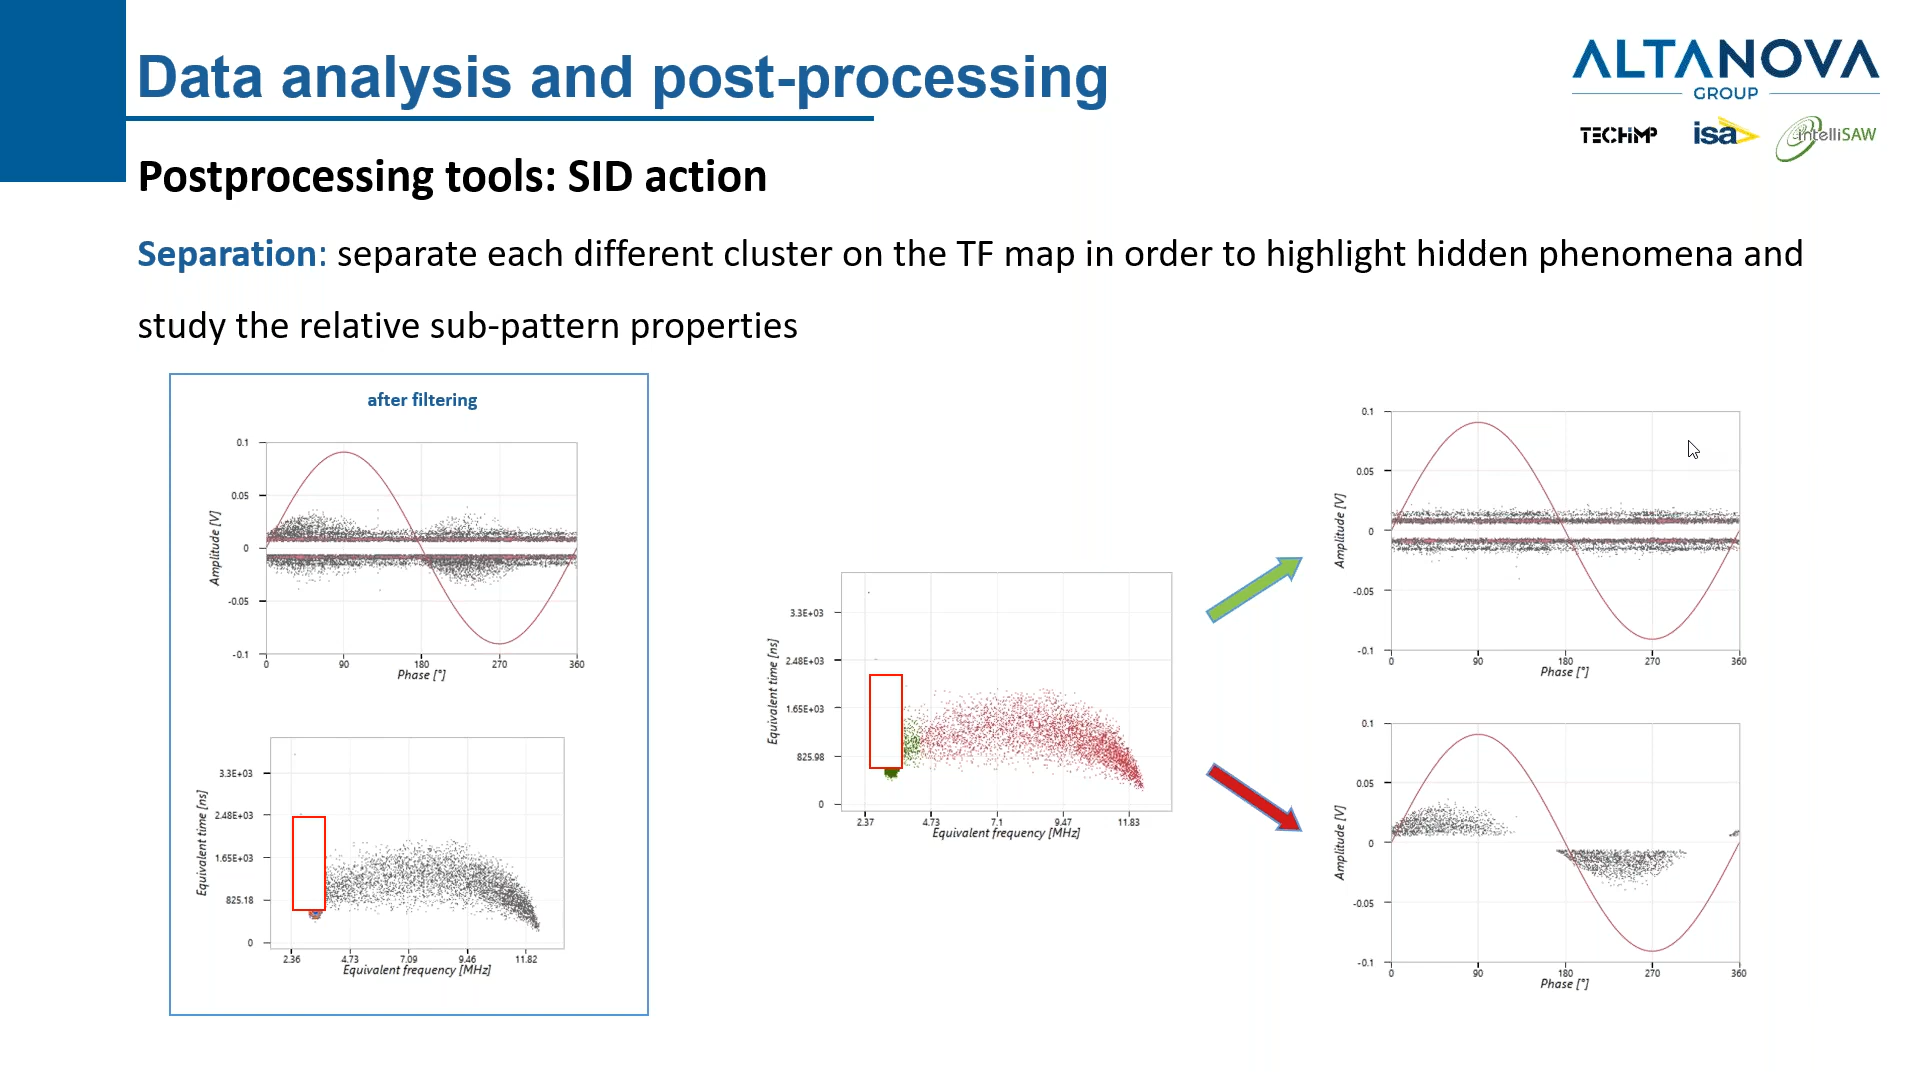 Data analysis and post-processing
ALTANOVA
GROUP
TECHIMP
isa
intelliSAW
Postprocessing tools: SID action
Separation: separate each different cluster on the TF map in order to highlight hidden phenomena and
study the relative sub-pattern properties
after filtering
0.1
0.05
0
-0.05
-0.1
Amplitude [V]
0 90 180 270 360
Phase [°]
3.3E+03
2.48E+03
1.65E+03
825.18
0
Equivalent time [ns]
2.36 4.73 7.09 9.46 11.82
Equivalent frequency [MHz]
3.3E+03
2.48E+03
1.65E+03
825.98
0
Equivalent time [ns]
2.37 4.73 7.1 9.47 11.83
Equivalent frequency [MHz]
0.1
0.05
0
-0.05
-0.1
Amplitude [V]
0 90 180 270 360
Phase [°]
0.1
0.05
0
-0.05
-0.1
Amplitude [V]
0 90 180 270 360
Phase [°]